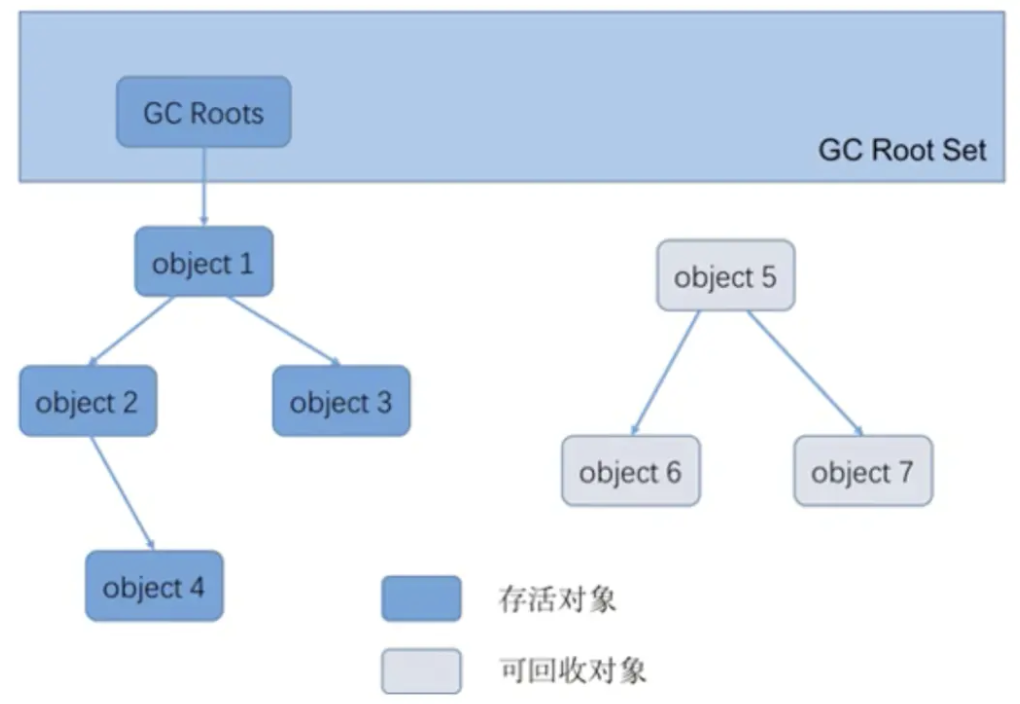 GC Roots
GC Root Set
object 1
object 5
object 2
object 3
object 6
object 7
object 4
存活对象
可回收对象